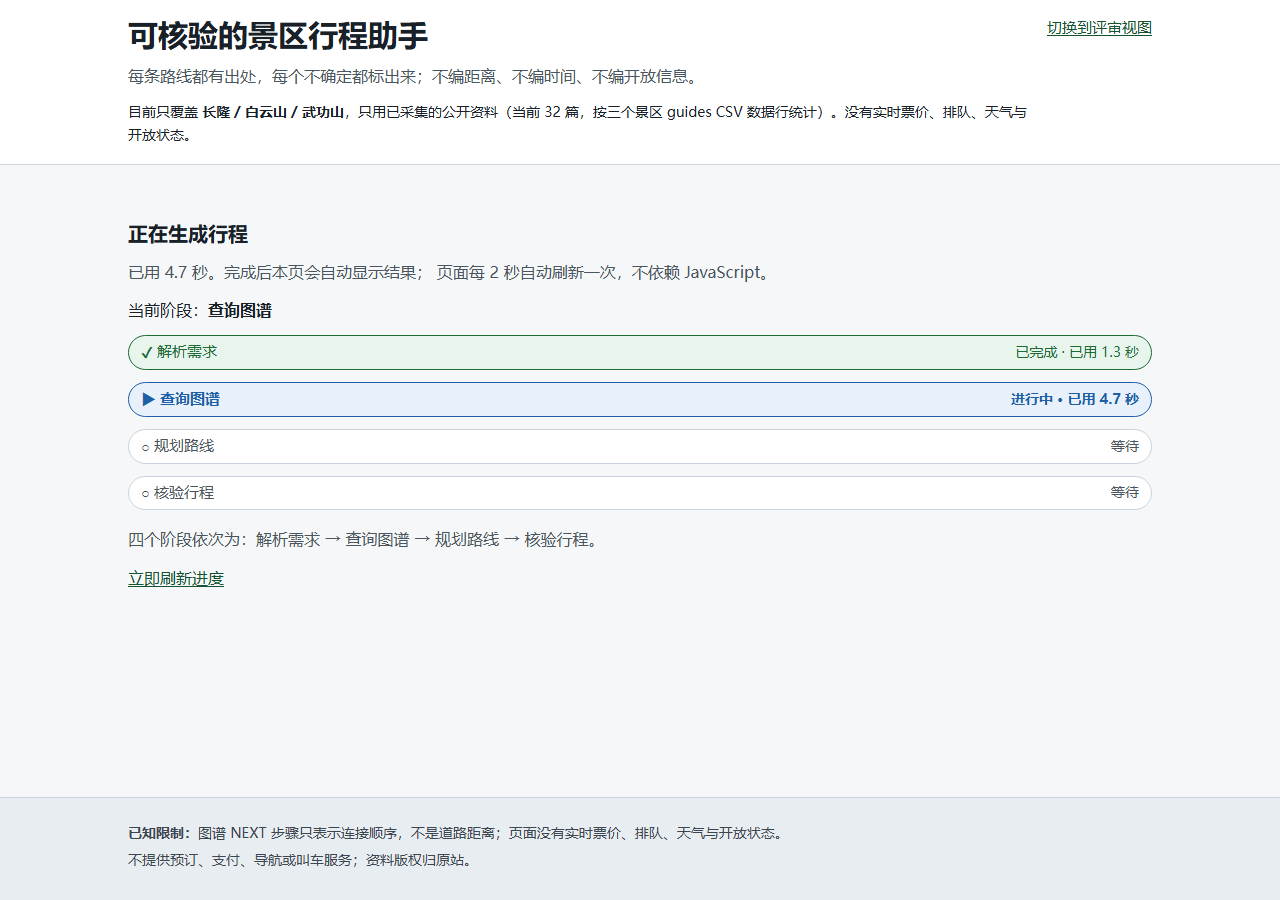 可核验的景区行程助手
切换到评审视图
每条路线都有出处，每个不确定都标出来；不编距离、不编时间、不编开放信息。
目前只覆盖 长隆 / 白云山 / 武功山，只用已采集的公开资料（当前 32 篇，按三个景区 guides CSV 数据行统计）。没有实时票价、排队、天气与
开放状态。
正在生成行程
已用 4.7 秒。完成后本页会自动显示结果； 页面每 2 秒自动刷新一次，不依赖 JavaScript。
当前阶段：查询图谱
✓ 解析需求 已完成 · 已用 1.3 秒
▶ 查询图谱 进行中 • 已用 4.7 秒
○ 规划路线 等待
○ 核验行程 等待
四个阶段依次为：解析需求 → 查询图谱 → 规划路线 → 核验行程。
立即刷新进度
已知限制：图谱 NEXT 步骤只表示连接顺序，不是道路距离；页面没有实时票价、排队、天气与开放状态。
不提供预订、支付、导航或叫车服务；资料版权归原站。